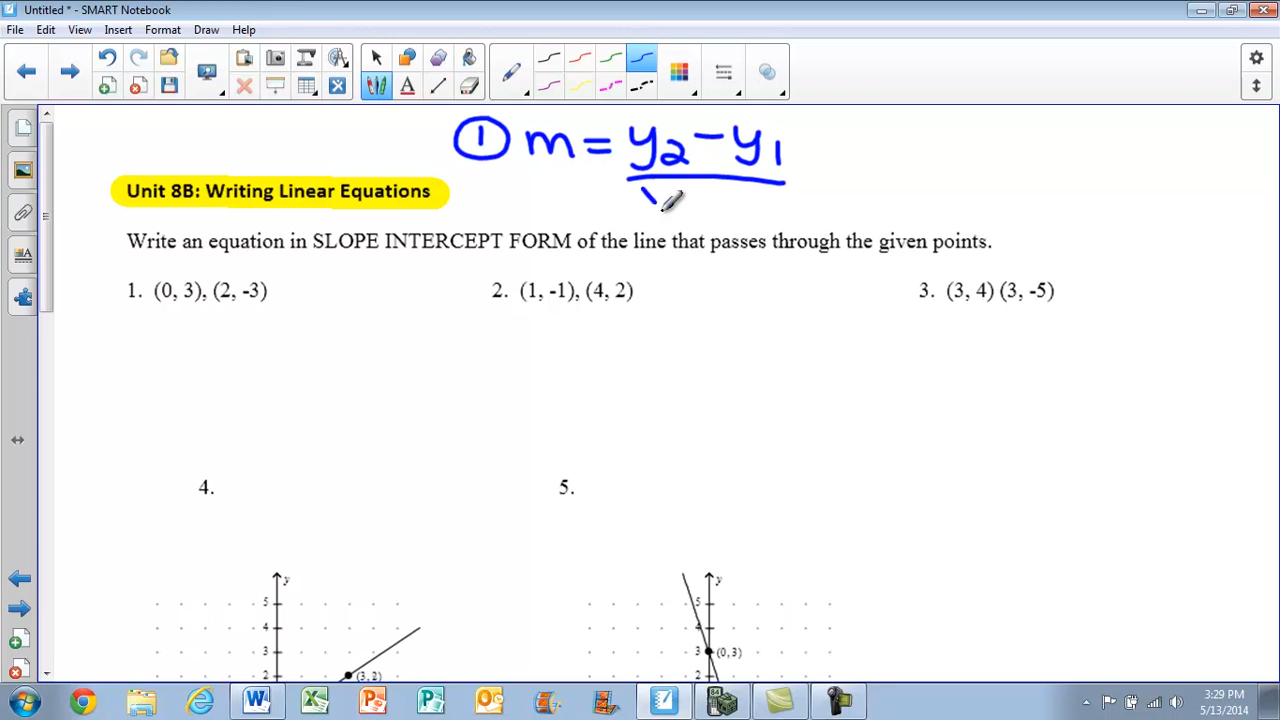 Untitled * - SMART Notebook
File Edit View Insert Format Draw Help
① m = y₂ - y₁
Unit 8B: Writing Linear Equations
Write an equation in SLOPE INTERCEPT FORM of the line that passes through the given points.
1. (0, 3), (2, -3) 2. (1, -1), (4, 2) 3. (3, 4) (3, -5)
4. 5.
y y
5 5
4 4
3 3 (0,3)
2 (3,2) 2
3:29 PM
5/13/2014